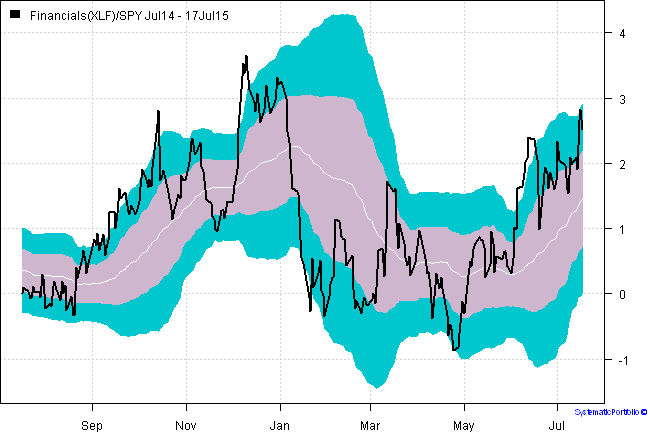 Financials(XLF)/SPY Jul14 - 17Jul15
4
3
2
1
0
-1
Sep Nov Jan Mar May Jul
SystematicPortfolio ©